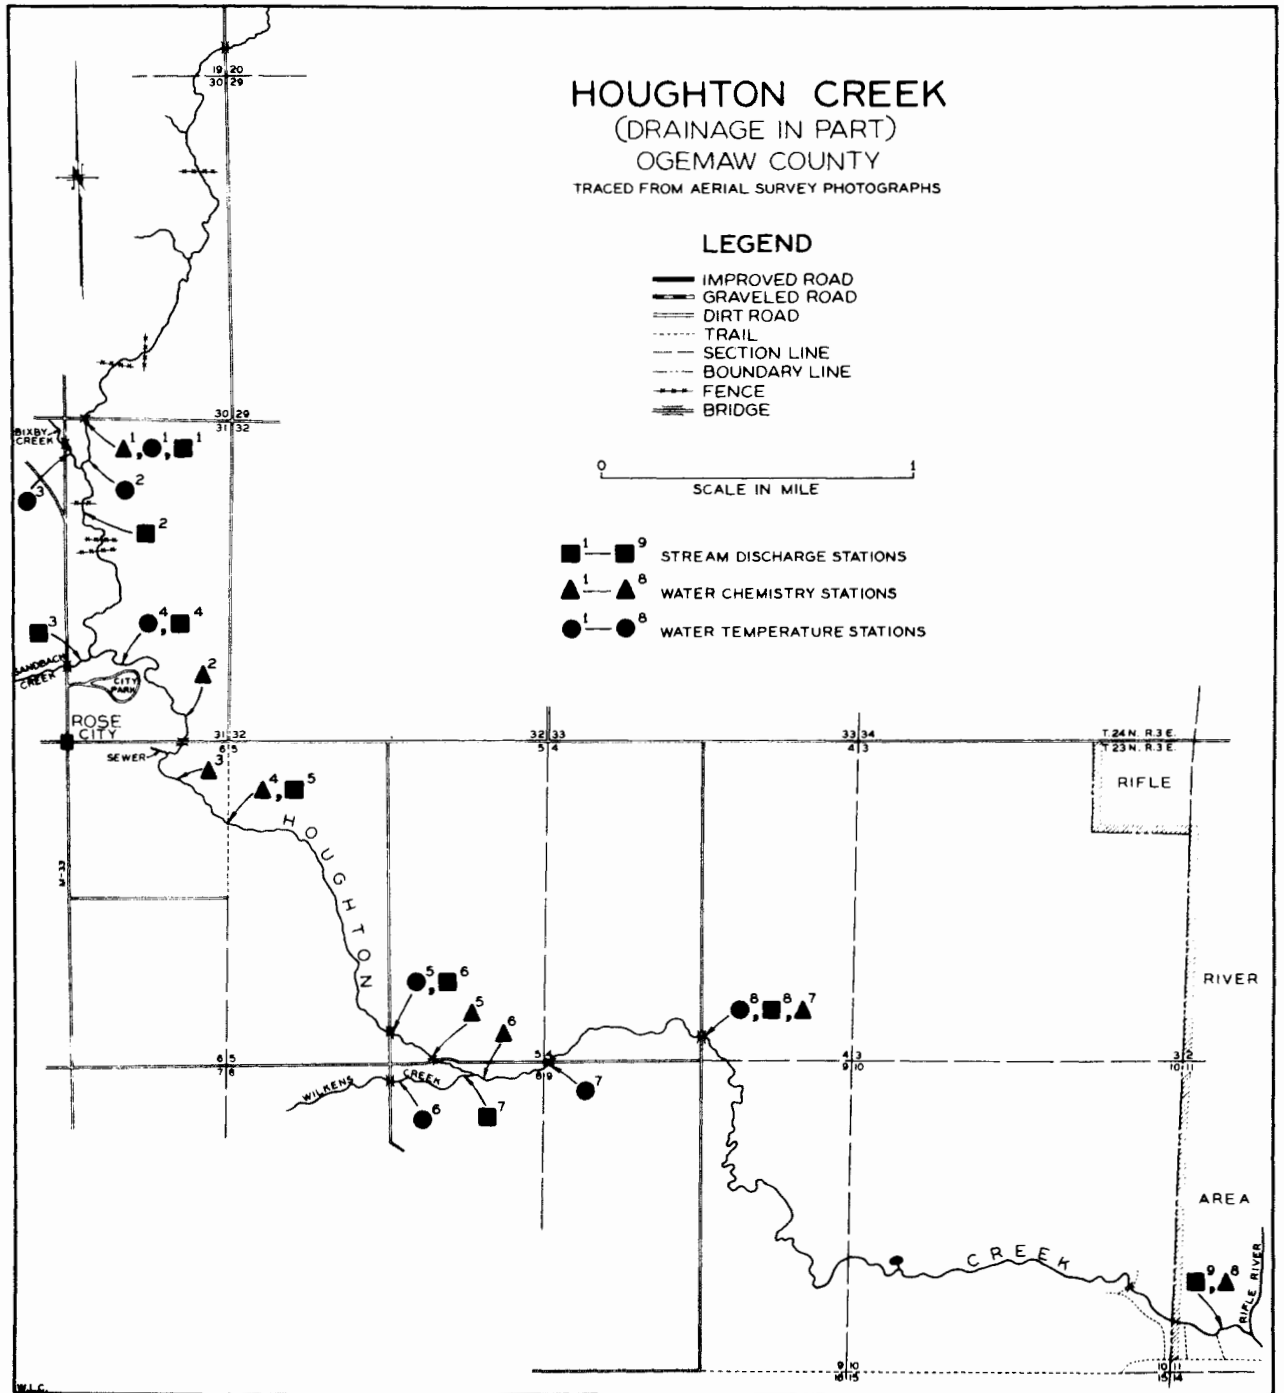 HOUGHTON CREEK
(DRAINAGE IN PART)
OGEMAW COUNTY
TRACED FROM AERIAL SURVEY PHOTOGRAPHS
LEGEND
IMPROVED ROAD
GRAVELED ROAD
DIRT ROAD
TRAIL
SECTION LINE
BOUNDARY LINE
FENCE
BRIDGE
0 1
SCALE IN MILE
1 9 STREAM DISCHARGE STATIONS
1 8 WATER CHEMISTRY STATIONS
1 8 WATER TEMPERATURE STATIONS
N
19 20
30 29
30 29
31 32
BIXBY
CREEK
1, 1, 1
2
3
2
4, 4
3
SANDBACK
CREEK
CITY
PARK
2
ROSE
CITY
31 32
6 5
32 33
5 4
33 34
4 3
T. 24 N. R. 3 E.
T. 23 N. R. 3 E.
SEWER
3
4, 5
RIFLE
M-33
HOUGHTON
5, 6
5
6
8, 8, 7
RIVER
6 5
7 8
5 4
8 9
4 3
9 10
3 2
10 11
WILKENS
CREEK
6
7
7
AREA
CREEK
9, 8
RIFLE RIVER
9 10
16 15
10 11
15 14
W.L.C.